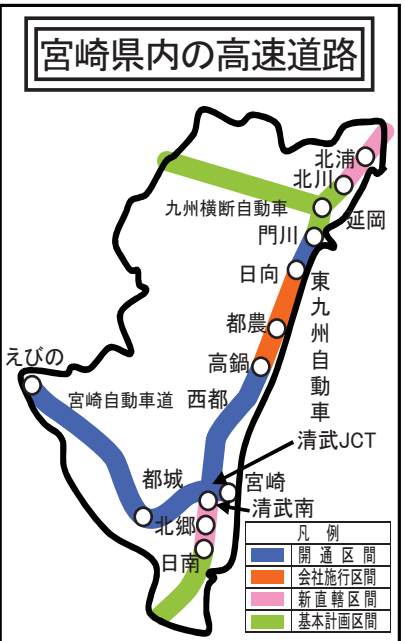 宮崎県内の高速道路
北浦
北川
九州横断自動車
延岡
門川
日向
東九州自動車
都農
高鍋
えびの
宮崎自動車道
西都
清武JCT
都城
宮崎
清武南
北郷
日南
凡例
開通区間
会社施行区間
新直轄区間
基本計画区間